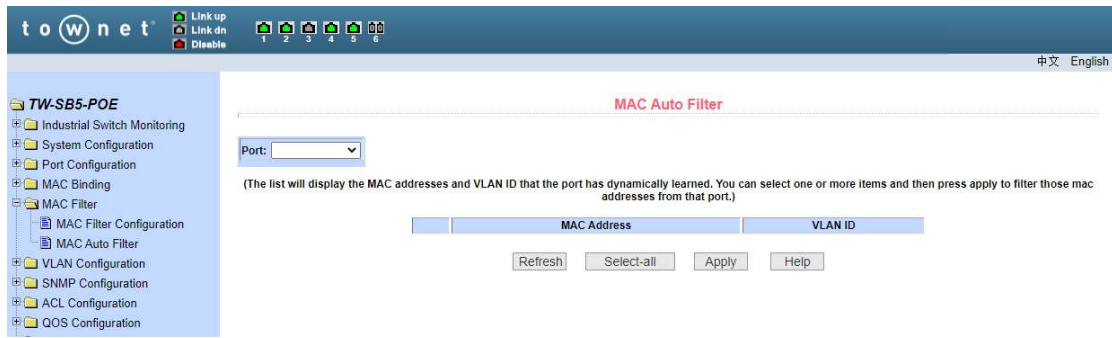 townet
Link up
Link dn
Disable
1 2 3 4 5 6
中文 English
TW-SB5-POE
Industrial Switch Monitoring
System Configuration
Port Configuration
MAC Binding
MAC Filter
MAC Filter Configuration
MAC Auto Filter
VLAN Configuration
SNMP Configuration
ACL Configuration
QOS Configuration
MAC Auto Filter
Port:
(The list will display the MAC addresses and VLAN ID that the port has dynamically learned. You can select one or more items and then press apply to filter those mac
addresses from that port.)
MAC Address VLAN ID
Refresh Select-all Apply Help